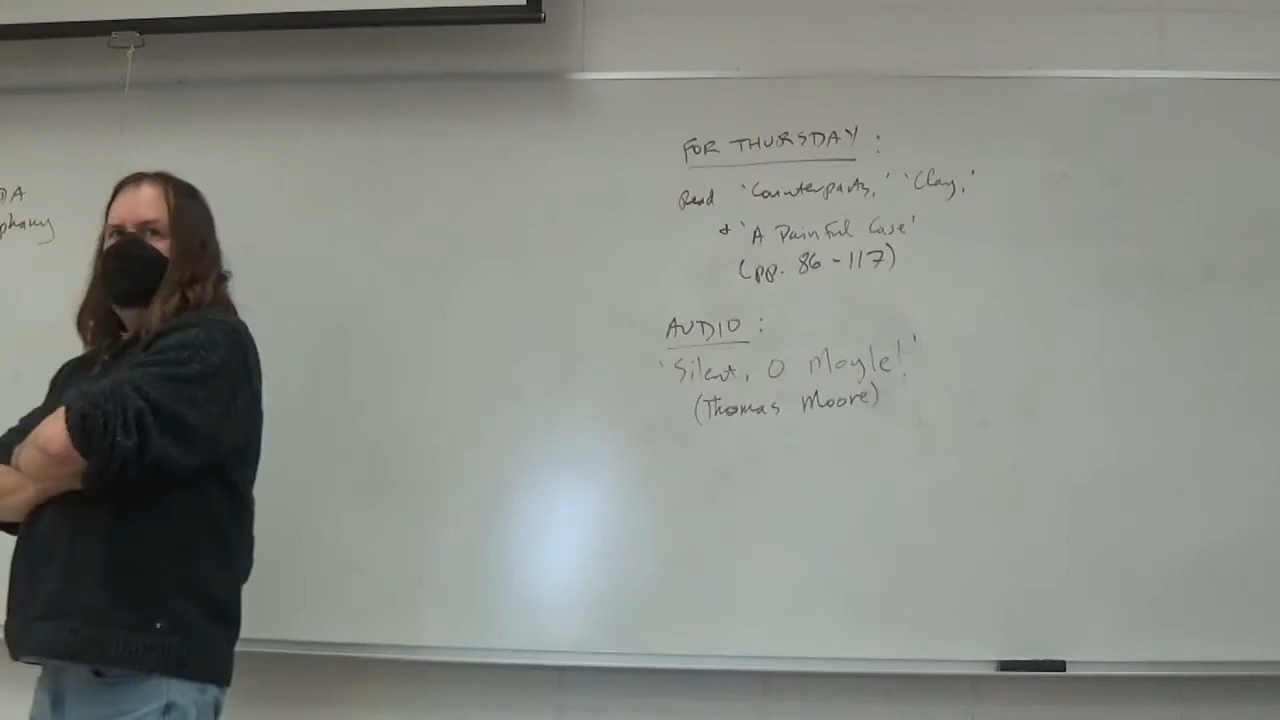 FOR THURSDAY:
Read 'Counterparts,' 'Clay,'
+ 'A Painful Case'
(pp. 86-117)
AUDIO:
'Silent, O Moyle!'
(Thomas Moore)